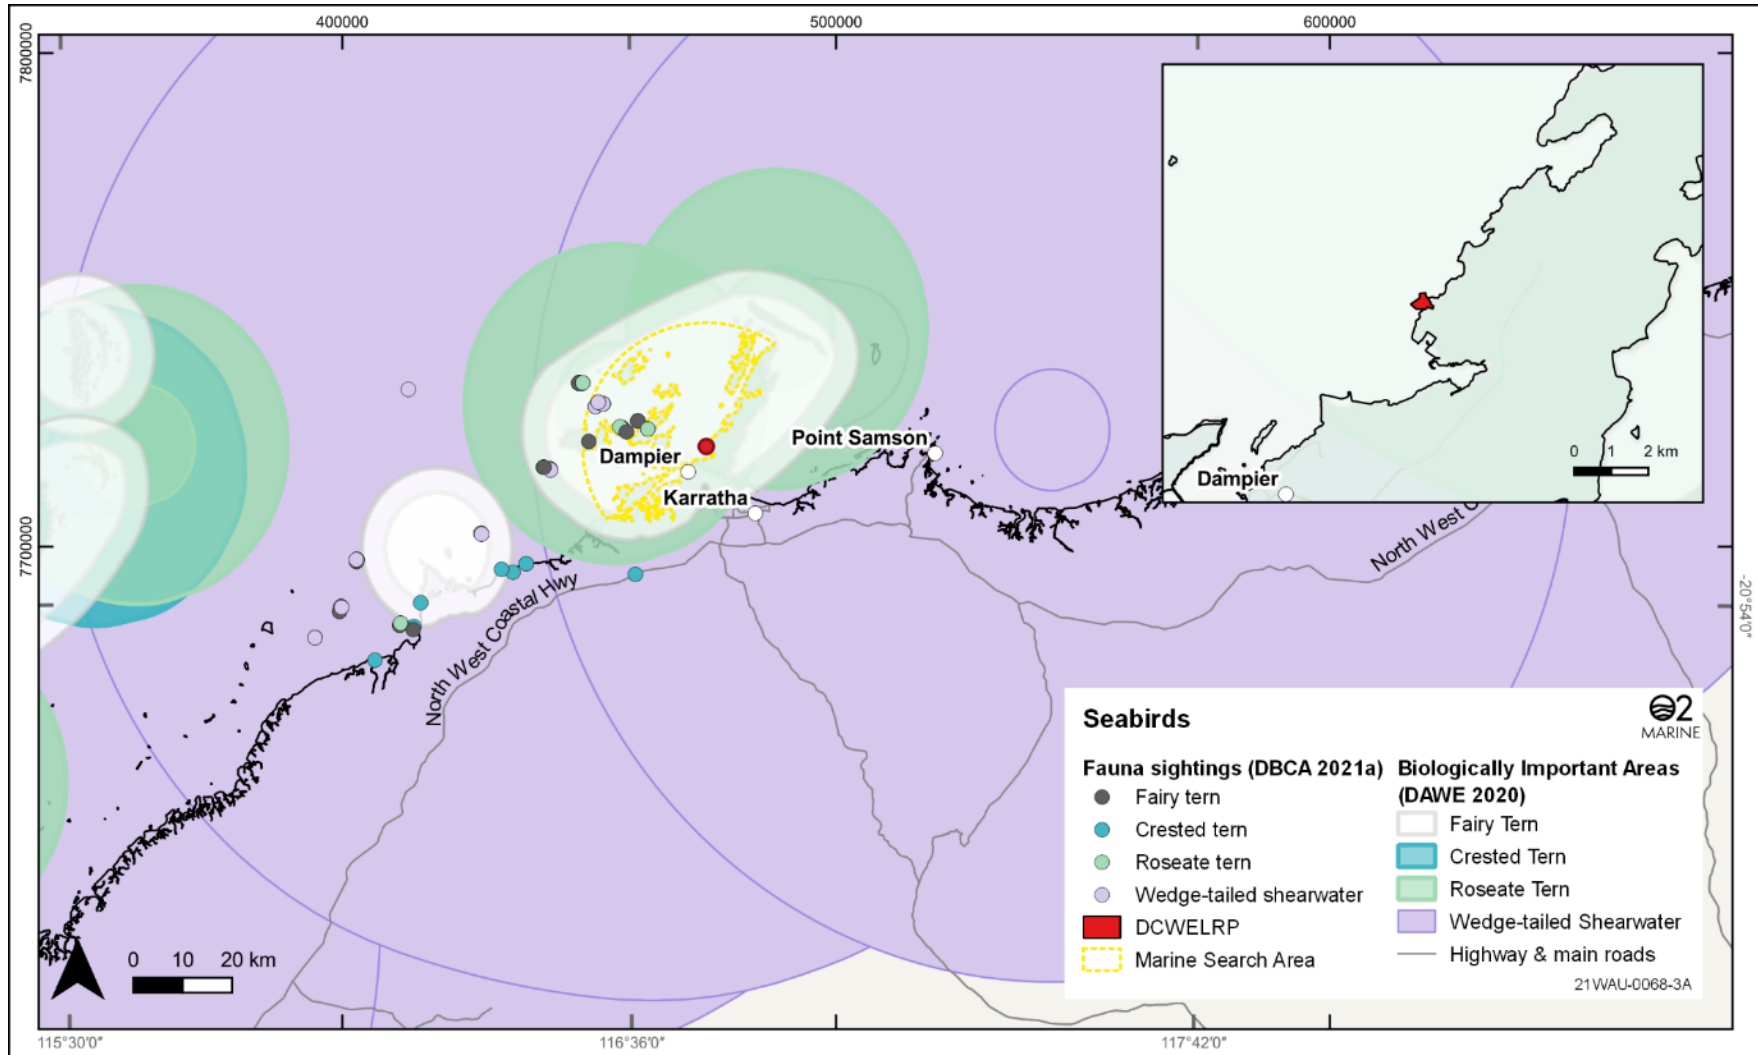 400000
500000
600000
7800000
7700000
Point Samson
Dampier
Karratha
North West Coastal Hwy
North West C
-20°54'0"
0 1 2 km
Dampier
0 10 20 km
Seabirds
O2
MARINE
Fauna sightings (DBCA 2021a)
Fairy tern
Crested tern
Roseate tern
Wedge-tailed shearwater
DCWELRP
Marine Search Area
Biologically Important Areas
(DAWE 2020)
Fairy Tern
Crested Tern
Roseate Tern
Wedge-tailed Shearwater
Highway & main roads
21WAU-0068-3A
115°30'0"
116°36'0"
117°42'0"